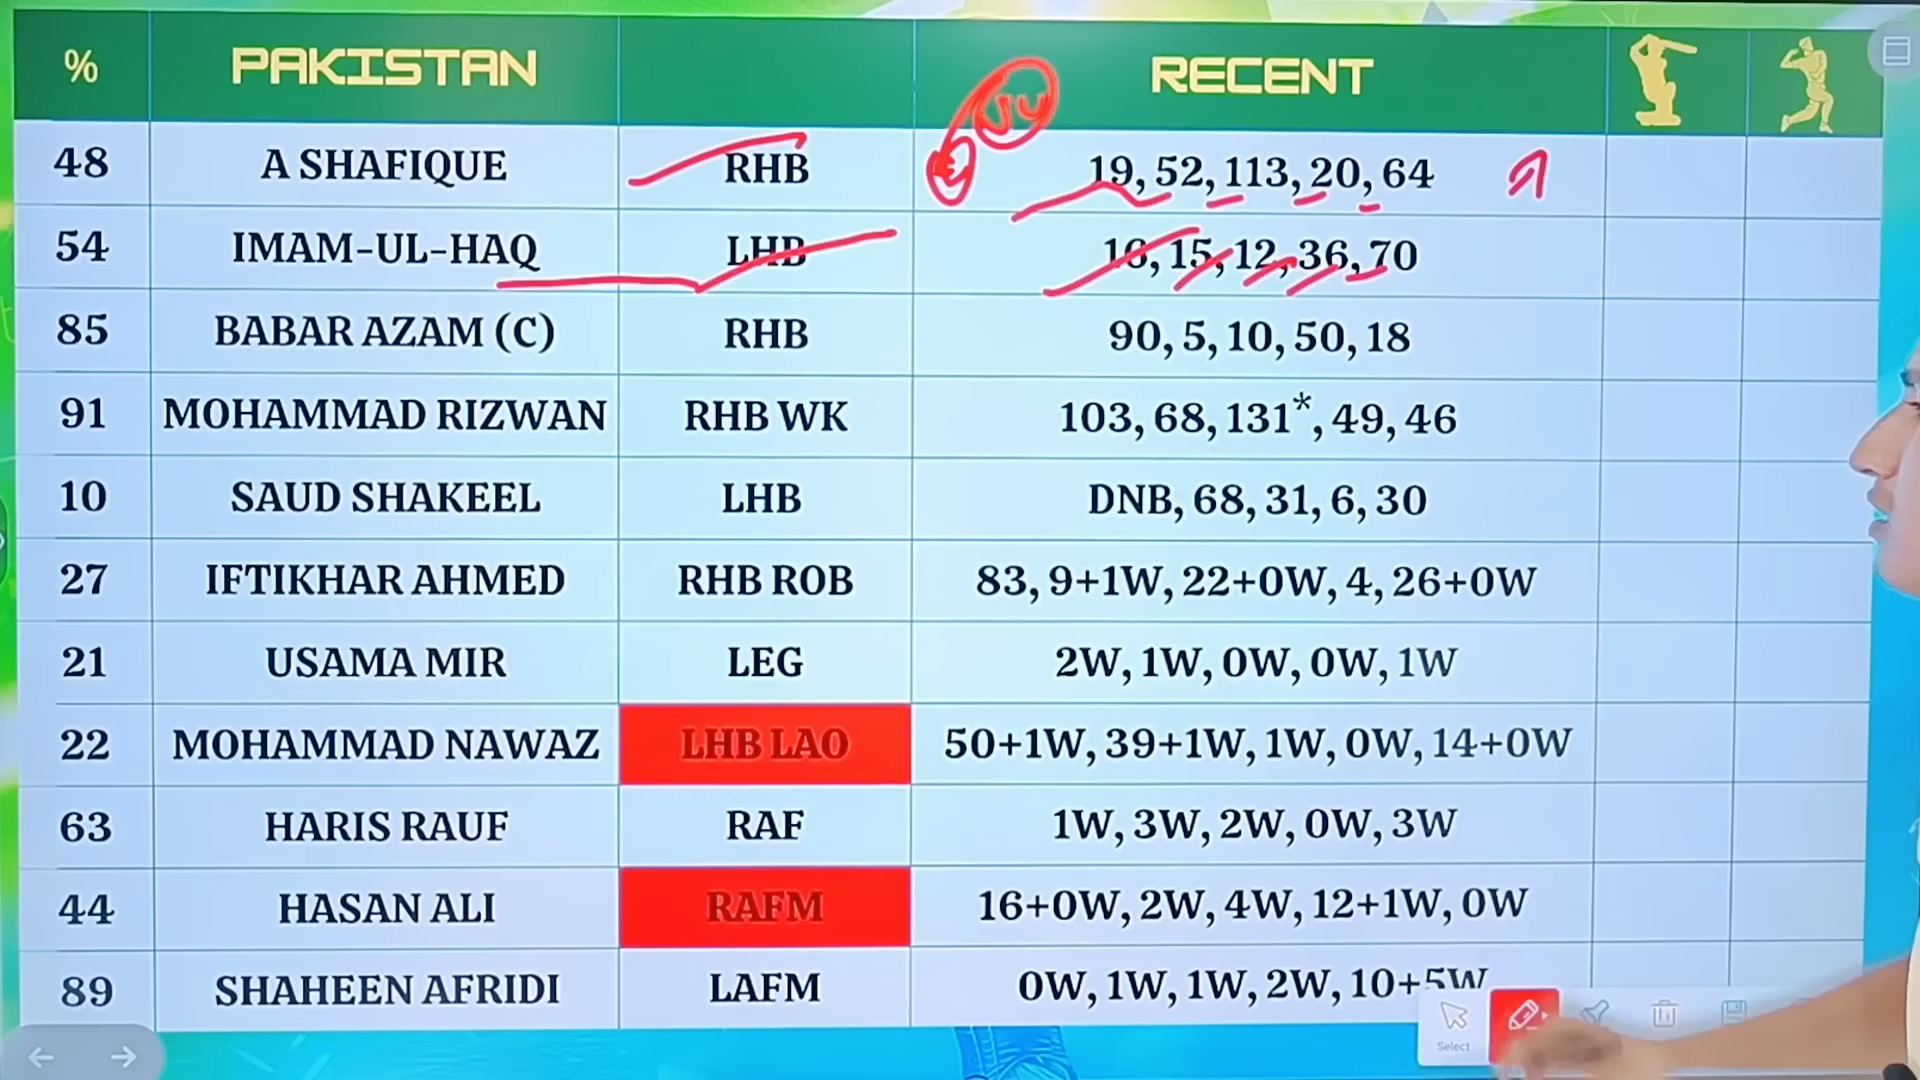 % PAKISTAN RECENT
48 A SHAFIQUE RHB 19, 52, 113, 20, 64
54 IMAM-UL-HAQ LHB 16, 15, 12, 36, 70
85 BABAR AZAM (C) RHB 90, 5, 10, 50, 18
91 MOHAMMAD RIZWAN RHB WK 103, 68, 131*, 49, 46
10 SAUD SHAKEEL LHB DNB, 68, 31, 6, 30
27 IFTIKHAR AHMED RHB ROB 83, 9+1W, 22+0W, 4, 26+0W
21 USAMA MIR LEG 2W, 1W, 0W, 0W, 1W
22 MOHAMMAD NAWAZ LHB LAO 50+1W, 39+1W, 1W, 0W, 14+0W
63 HARIS RAUF RAF 1W, 3W, 2W, 0W, 3W
44 HASAN ALI RAFM 16+0W, 2W, 4W, 12+1W, 0W
89 SHAHEEN AFRIDI LAFM 0W, 1W, 1W, 2W, 10+5W
Select